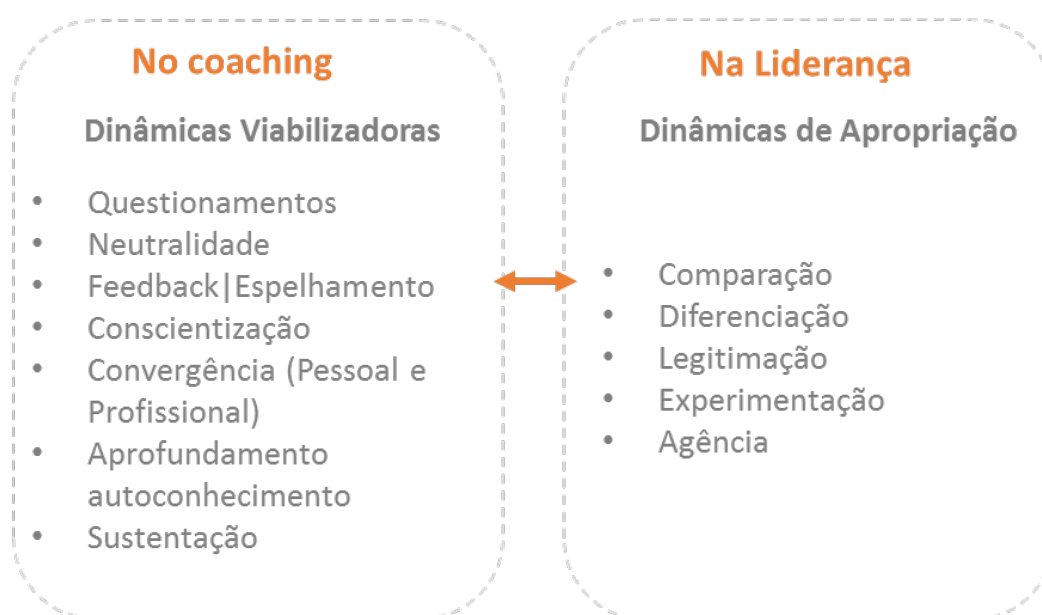 No coaching
Dinâmicas Viabilizadoras
• Questionamentos
• Neutralidade
• Feedback|Espelhamento
• Conscientização
• Convergência (Pessoal e
Profissional)
• Aprofundamento
autoconhecimento
• Sustentação
Na Liderança
Dinâmicas de Apropriação
• Comparação
• Diferenciação
• Legitimação
• Experimentação
• Agência